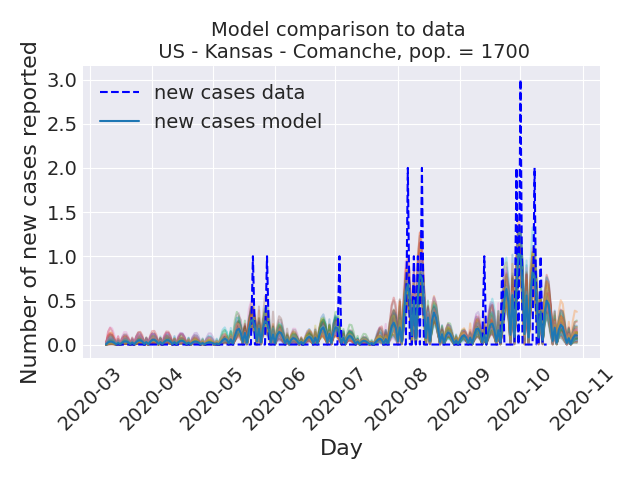 Model comparison to data
US - Kansas - Comanche, pop. = 1700
Number of new cases reported
3.0
2.5
2.0
1.5
1.0
0.5
0.0
new cases data
new cases model
2020-03
2020-04
2020-05
2020-06
2020-07
2020-08
2020-09
2020-10
2020-11
Day